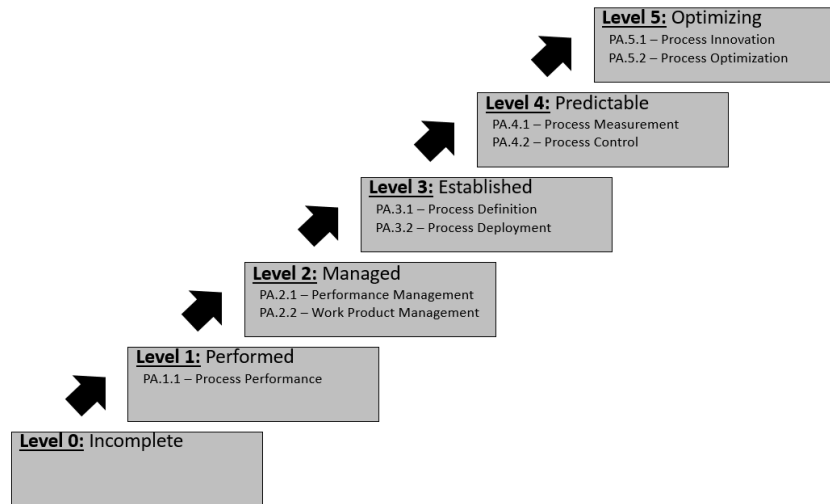 Level 5: Optimizing
PA.5.1 – Process Innovation
PA.5.2 – Process Optimization
Level 4: Predictable
PA.4.1 – Process Measurement
PA.4.2 – Process Control
Level 3: Established
PA.3.1 – Process Definition
PA.3.2 – Process Deployment
Level 2: Managed
PA.2.1 – Performance Management
PA.2.2 – Work Product Management
Level 1: Performed
PA.1.1 – Process Performance
Level 0: Incomplete